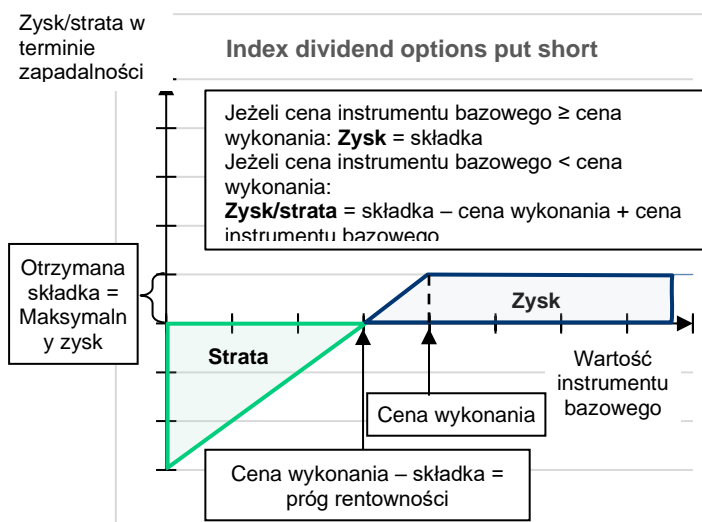 Zysk/strata w
terminie
zapadalności
Index dividend options put short
Jeżeli cena instrumentu bazowego ≥ cena
wykonania: Zysk = składka
Jeżeli cena instrumentu bazowego < cena
wykonania:
Zysk/strata = składka – cena wykonania + cena
instrumentu bazowego
Otrzymana
składka =
Maksymaln
y zysk
Zysk
Strata
Wartość
instrumentu
bazowego
Cena wykonania
Cena wykonania – składka =
próg rentowności